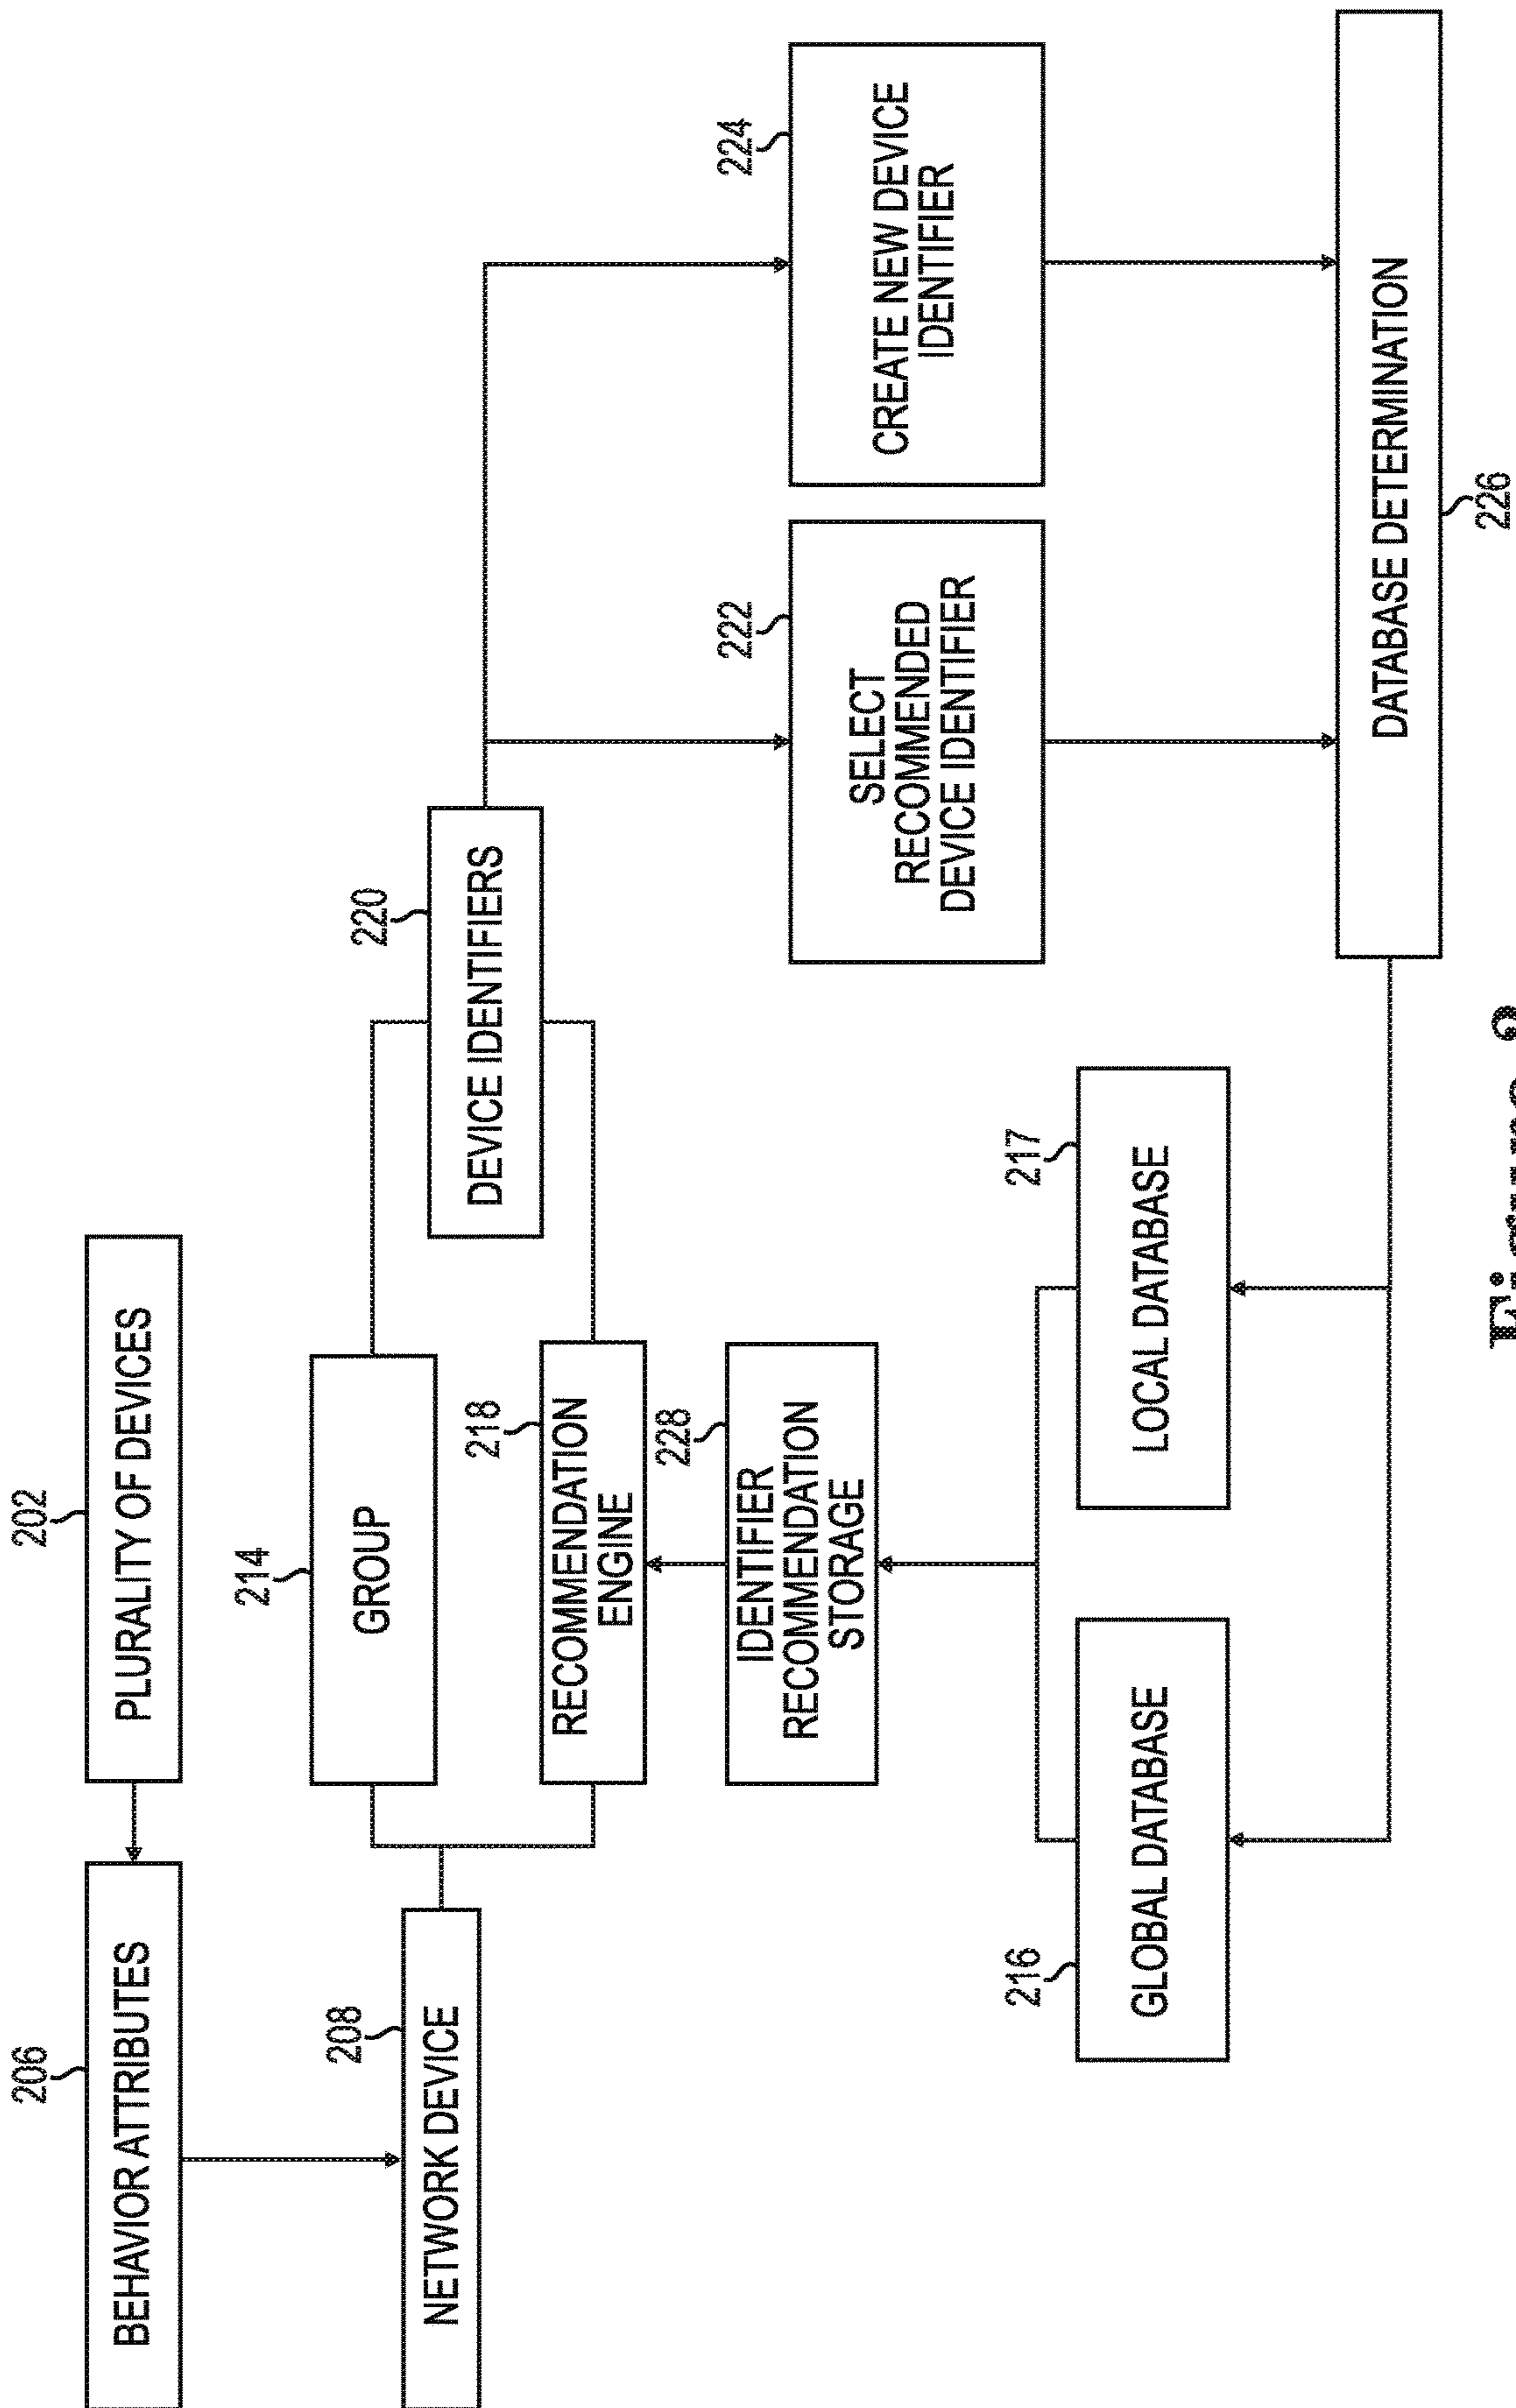 206
BEHAVIOR ATTRIBUTES
202
PLURALITY OF DEVICES
208
NETWORK DEVICE
214
GROUP
218
RECOMMENDATION
ENGINE
220
DEVICE IDENTIFIERS
228
IDENTIFIER
RECOMMENDATION
STORAGE
222
SELECT
RECOMMENDED
DEVICE IDENTIFIER
224
CREATE NEW DEVICE
IDENTIFIER
216
GLOBAL DATABASE
217
LOCAL DATABASE
DATABASE DETERMINATION
226
Figure